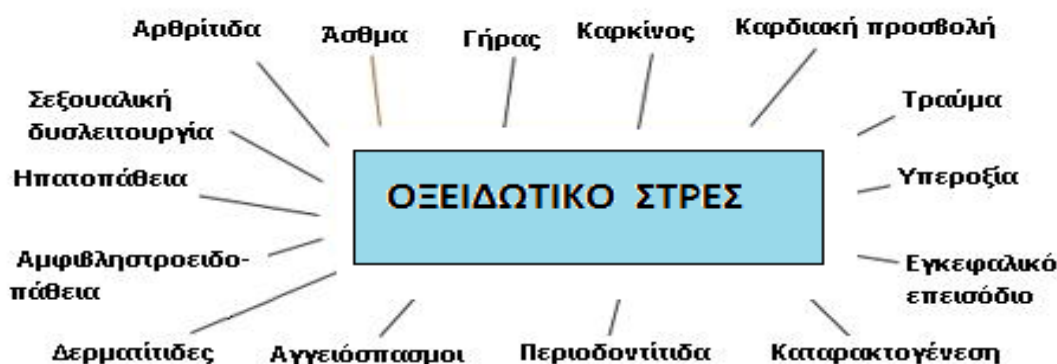 Αρθρίτιδα
Άσθμα
Γήρας
Καρκίνος
Καρδιακή προσβολή
Σεξουαλική
δυσλειτουργία
Τραύμα
Ηπατοπάθεια
ΟΞΕΙΔΩΤΙΚΟ ΣΤΡΕΣ
Υπεροξία
Αμφιβληστροειδο-
πάθεια
Εγκεφαλικό
επεισόδιο
Δερματίτιδες
Αγγειόσπασμοι
Περιοδοντίτιδα
Καταρακτογένεση